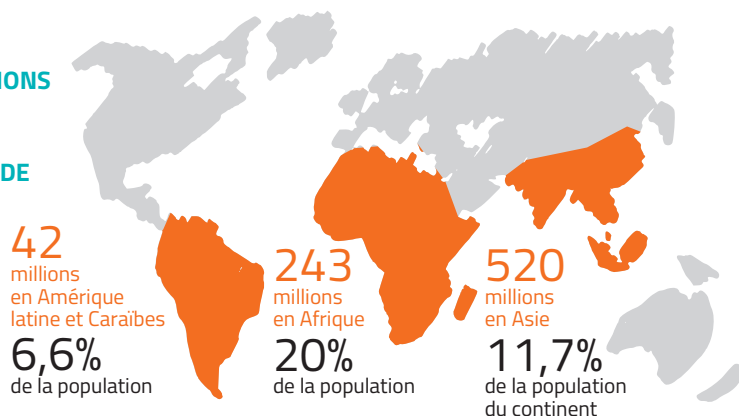 IONS
DE
42
millions
en Amérique
latine et Caraïbes
6,6%
de la population
243
millions
en Afrique
20%
de la population
520
millions
en Asie
11,7%
de la population
du continent